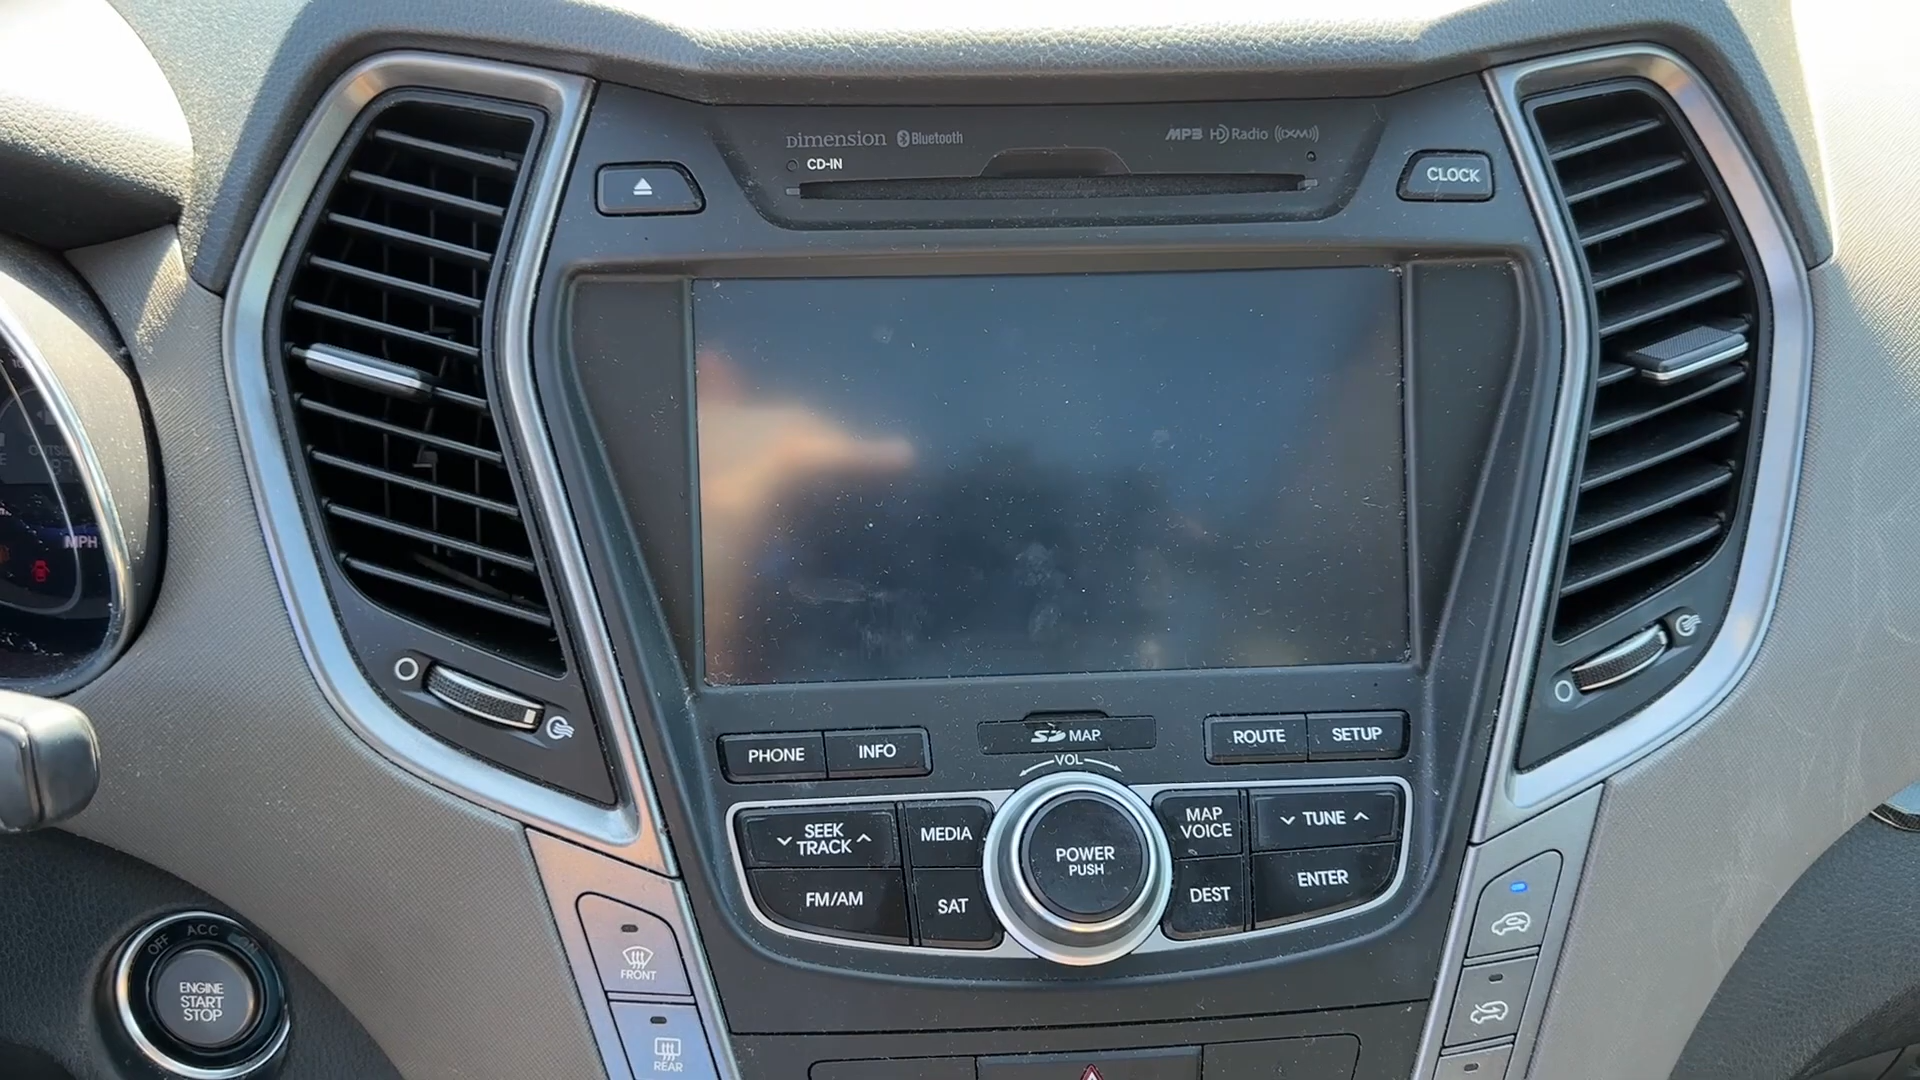 Dimension Bluetooth
MP3 HD Radio ((XM))
CD-IN
CLOCK
MPH
SD MAP
VOL
PHONE
INFO
ROUTE
SETUP
SEEK
TRACK
MEDIA
POWER
PUSH
MAP
VOICE
TUNE
FM/AM
SAT
DEST
ENTER
OFF
ACC
ENGINE
START
STOP
FRONT
REAR